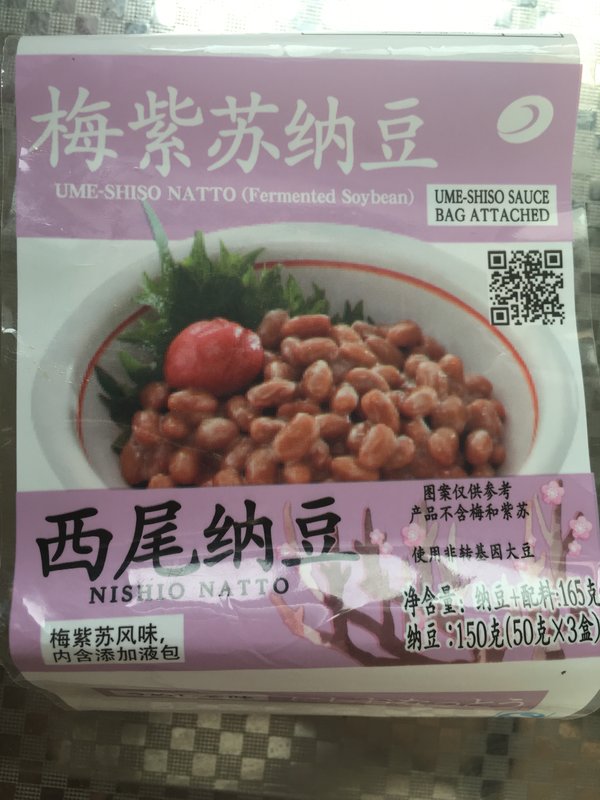 梅紫苏纳豆
UME-SHISO NATTO (Fermented Soybean)
UME-SHISO SAUCE
BAG ATTACHED
图案仅供参考
产品不含梅和紫苏
使用非转基因大豆
西尾纳豆
NISHIO NATTO
净含量：纳豆+配料:165克
纳豆:150克(50克×3盒)
梅紫苏风味，
内含添加液包